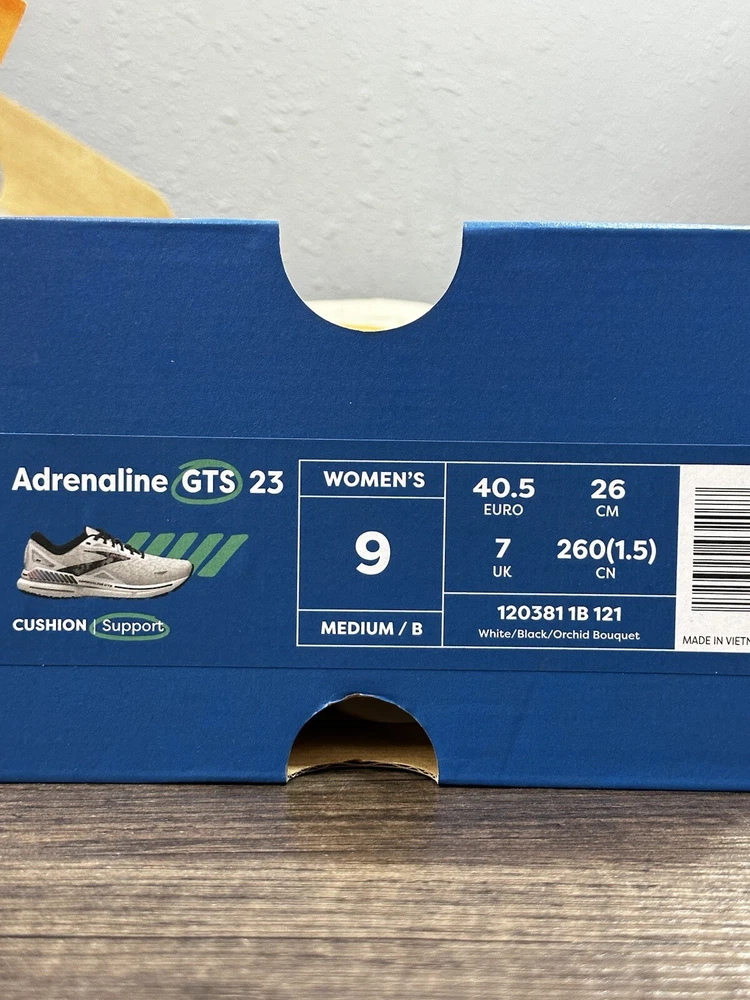 Adrenaline GTS 23
CUSHION | Support
WOMEN'S
9
MEDIUM / B
40.5
EURO
26
CM
7
UK
260(1.5)
CN
120381 1B 121
White/Black/Orchid Bouquet
MADE IN VIETN